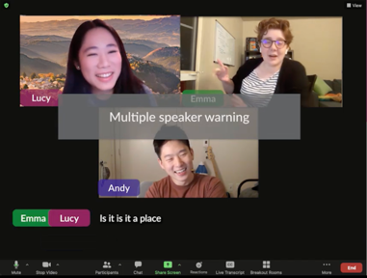 View
Lucy
Emma
Multiple speaker warning
Andy
Emma Lucy Is it is it a place
Mute Stop Video Participants Chat Share Screen Reactions Live Transcript Breakout Rooms More End